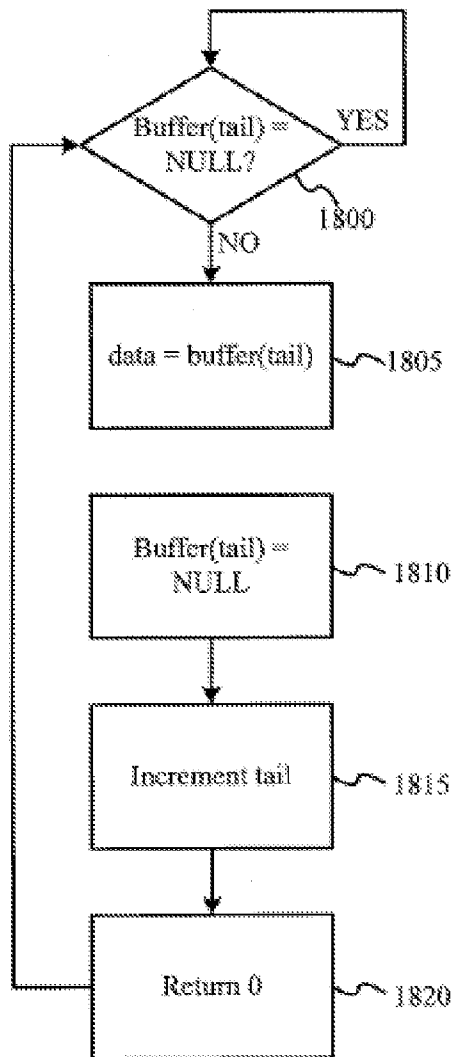 Buffer(tail) =
NULL?
YES
1800
NO
data = buffer(tail)
1805
Buffer(tail) =
NULL
1810
Increment tail
1815
Return 0
1820